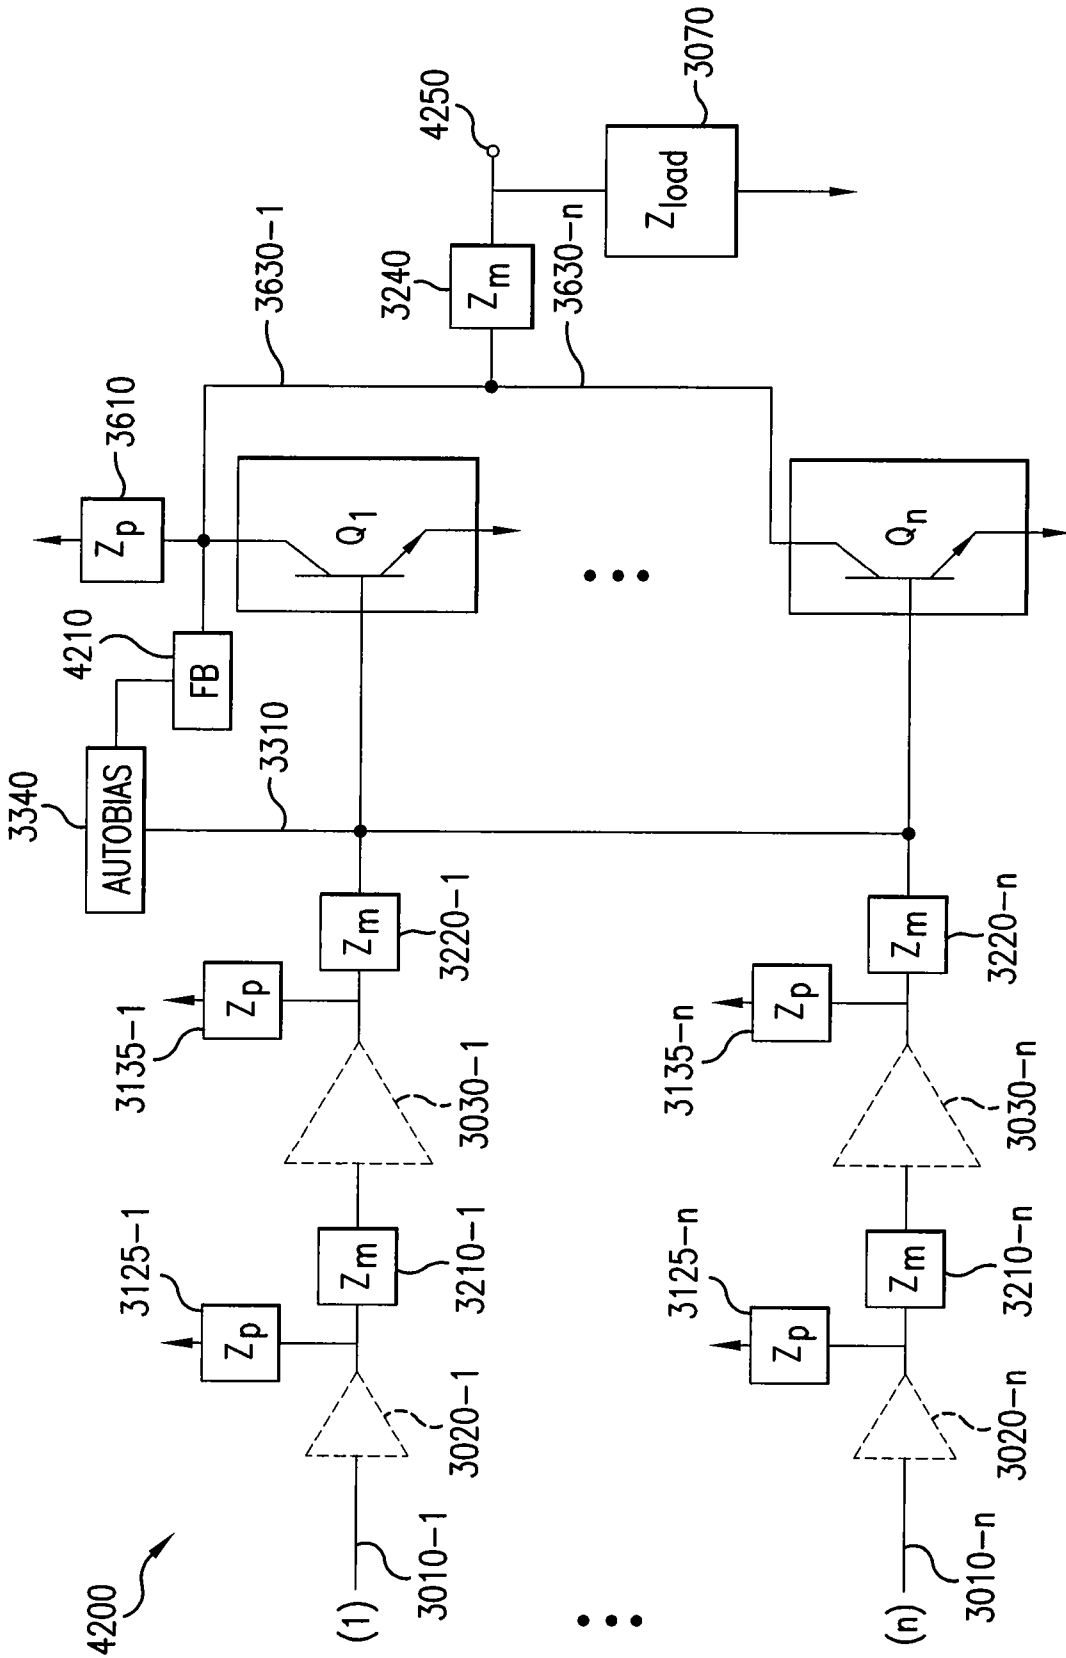 4200
(1)
3010-1
3020-1
3125-1
Zp
3210-1
Zm
3030-1
3135-1
Zp
3220-1
Zm
3340
AUTOBIAS
3310
4210
FB
3610
Zp
Q1
3630-1
3240
Zm
4250
3070
Zload
3630-n
(n)
3010-n
3020-n
3125-n
Zp
3210-n
Zm
3030-n
3135-n
Zp
3220-n
Zm
Qn